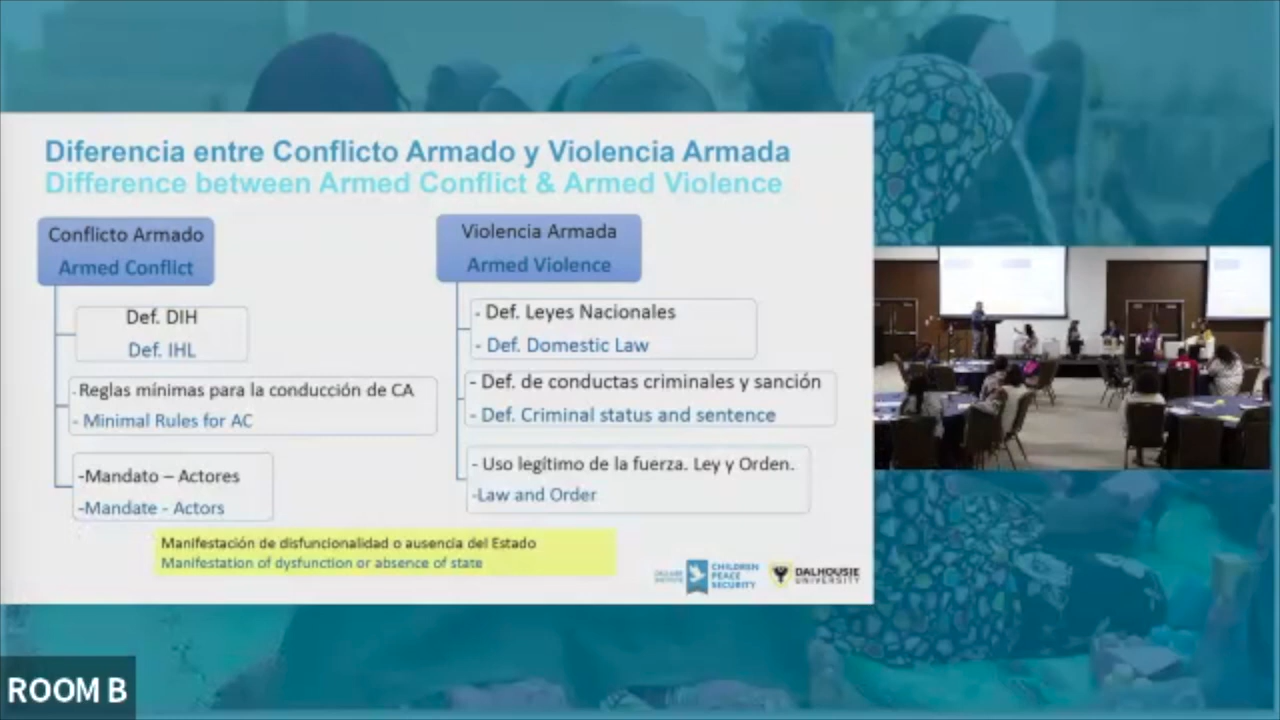 Diferencia entre Conflicto Armado y Violencia Armada
Difference between Armed Conflict & Armed Violence
Conflicto Armado
Armed Conflict
Def. DIH
Def. IHL
- Reglas mínimas para la conducción de CA
- Minimal Rules for AC
-Mandato – Actores
-Mandate - Actors
Violencia Armada
Armed Violence
- Def. Leyes Nacionales
- Def. Domestic Law
- Def. de conductas criminales y sanción
- Def. Criminal status and sentence
- Uso legítimo de la fuerza. Ley y Orden.
-Law and Order
Manifestación de disfuncionalidad o ausencia del Estado
Manifestation of dysfunction or absence of state
DALLAIRE
INSTITUTE
CHILDREN
PEACE
SECURITY
DALHOUSIE
UNIVERSITY
ROOM B